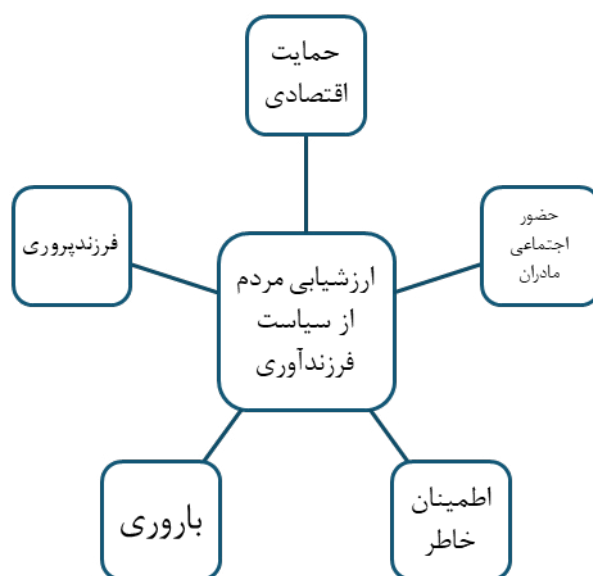 حمایت
اقتصادی
حضور
اجتماعی
مادران
فرزندپروری
ارزشیابی مردم
از سیاست
فرزندآوری
اطمینان
خاطر
باروری